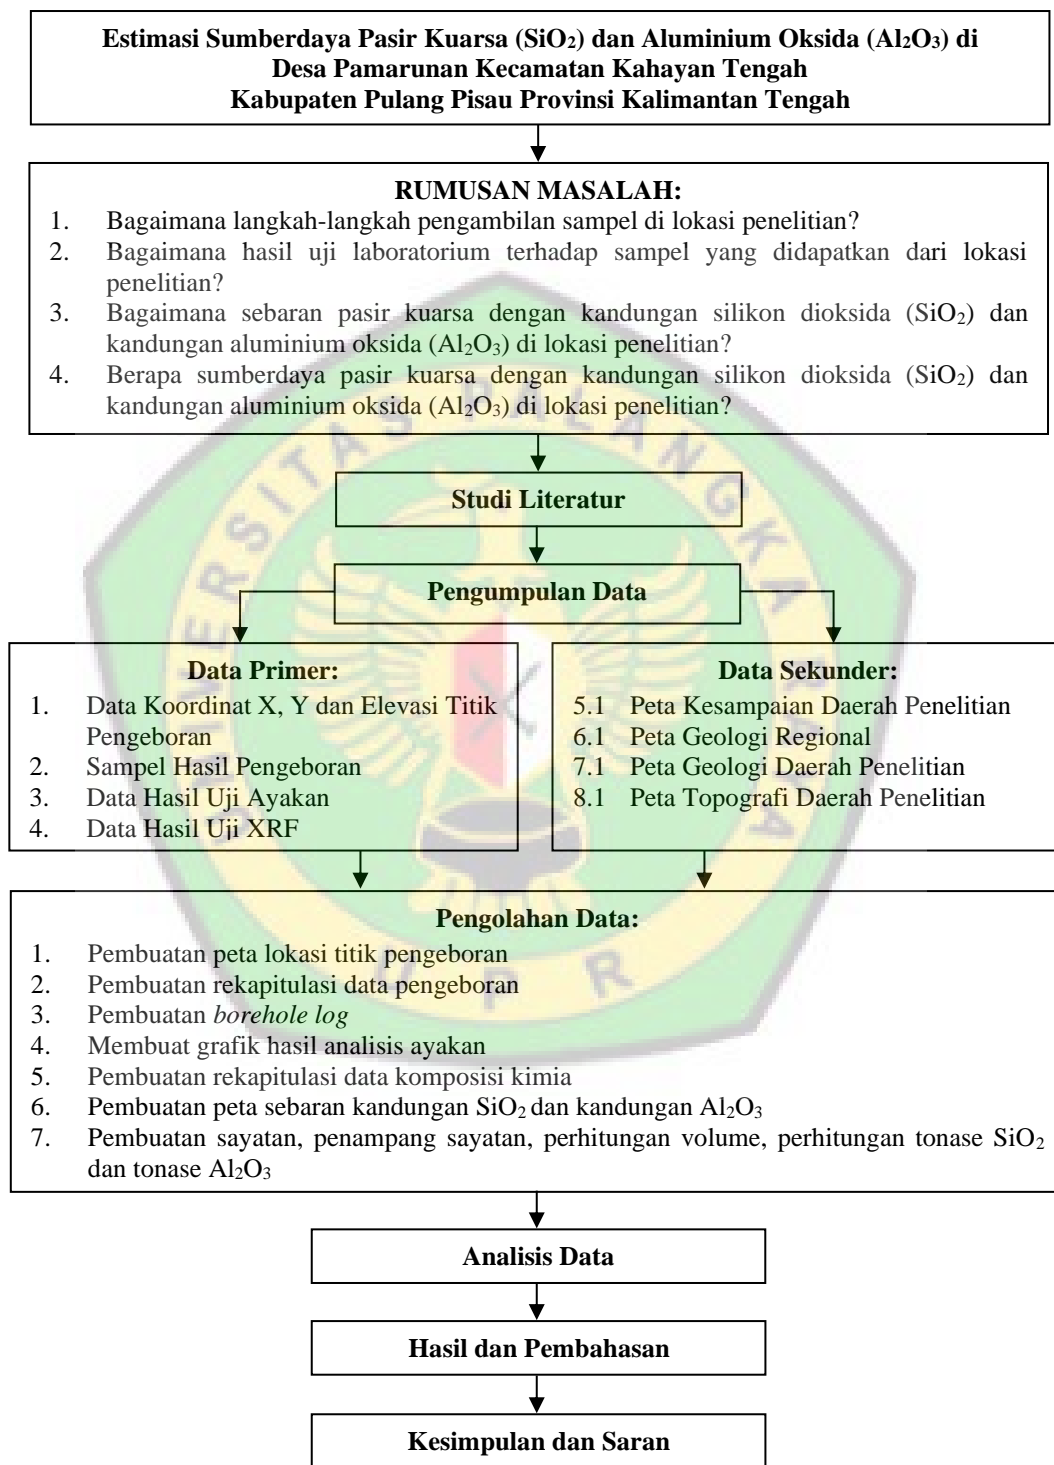 Estimasi Sumberdaya Pasir Kuarsa (SiO₂) dan Aluminium Oksida (Al₂O₃) di
Desa Pamarunan Kecamatan Kahayan Tengah
Kabupaten Pulang Pisau Provinsi Kalimantan Tengah
RUMUSAN MASALAH:
1. Bagaimana langkah-langkah pengambilan sampel di lokasi penelitian?
2. Bagaimana hasil uji laboratorium terhadap sampel yang didapatkan dari lokasi
penelitian?
3. Bagaimana sebaran pasir kuarsa dengan kandungan silikon dioksida (SiO₂) dan
kandungan aluminium oksida (Al₂O₃) di lokasi penelitian?
4. Berapa sumberdaya pasir kuarsa dengan kandungan silikon dioksida (SiO₂) dan
kandungan aluminium oksida (Al₂O₃) di lokasi penelitian?
Studi Literatur
Pengumpulan Data
Data Primer:
1. Data Koordinat X, Y dan Elevasi Titik
Pengeboran
2. Sampel Hasil Pengeboran
3. Data Hasil Uji Ayakan
4. Data Hasil Uji XRF
Data Sekunder:
5.1 Peta Kesampaian Daerah Penelitian
6.1 Peta Geologi Regional
7.1 Peta Geologi Daerah Penelitian
8.1 Peta Topografi Daerah Penelitian
Pengolahan Data:
1. Pembuatan peta lokasi titik pengeboran
2. Pembuatan rekapitulasi data pengeboran
3. Pembuatan borehole log
4. Membuat grafik hasil analisis ayakan
5. Pembuatan rekapitulasi data komposisi kimia
6. Pembuatan peta sebaran kandungan SiO₂ dan kandungan Al₂O₃
7. Pembuatan sayatan, penampang sayatan, perhitungan volume, perhitungan tonase SiO₂
dan tonase Al₂O₃
Analisis Data
Hasil dan Pembahasan
Kesimpulan dan Saran
UNIVERSITAS PALANGKA RAYA
UPR